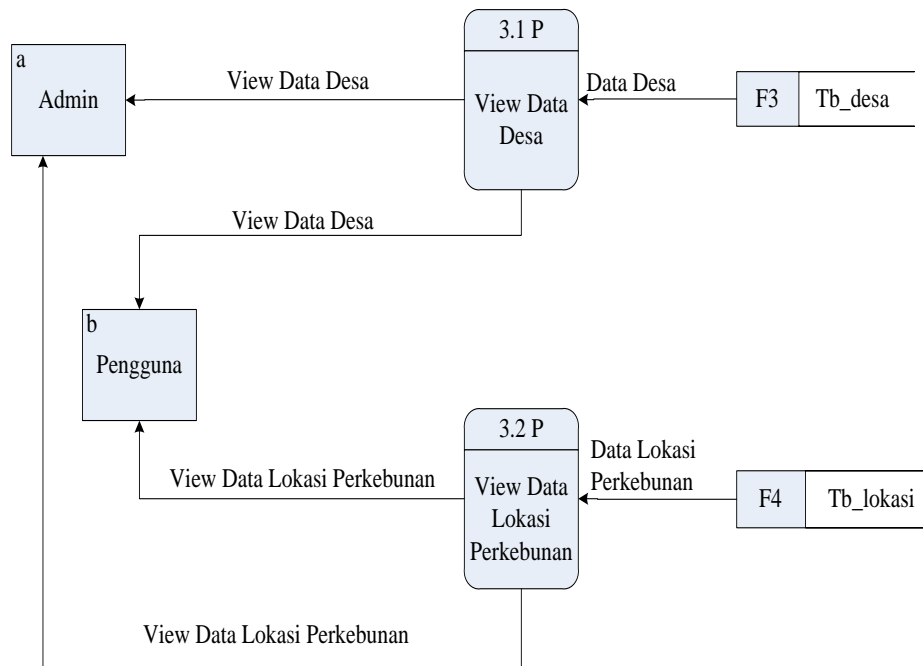 3.1 P
a
Admin
View Data Desa
View Data
Desa
Data Desa
F3
Tb_desa
View Data Desa
b
Pengguna
3.2 P
View Data Lokasi Perkebunan
View Data
Lokasi
Perkebunan
Data Lokasi
Perkebunan
F4
Tb_lokasi
View Data Lokasi Perkebunan